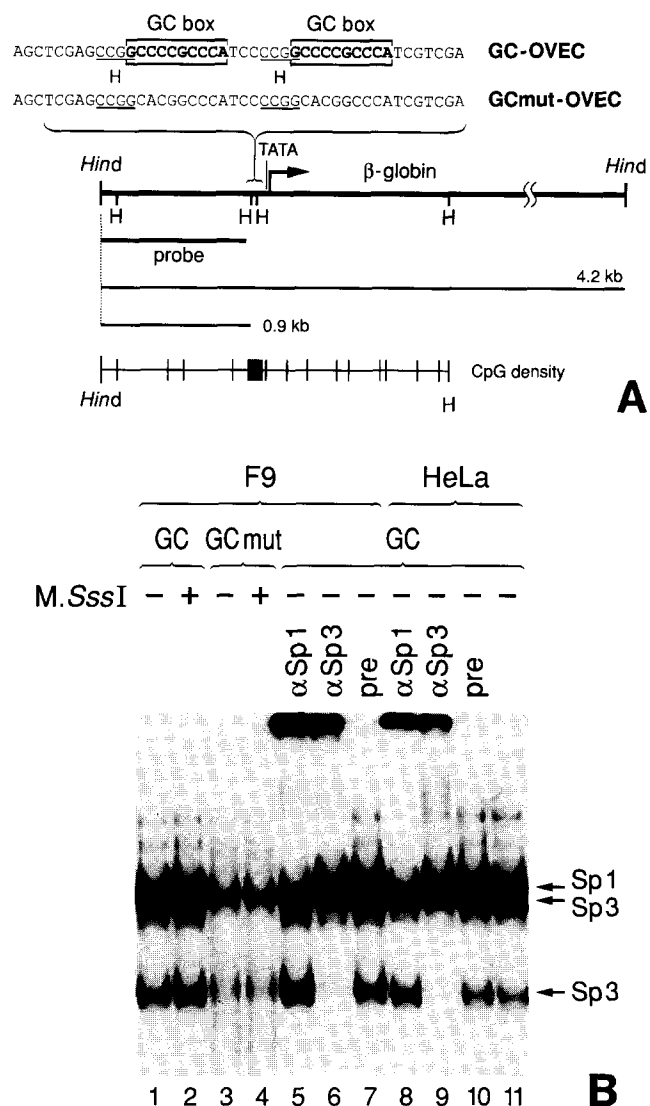 GC box GC box
AGCTCGAGCCGGGCCCCGCCCATCCCCCGGGCCCCGCCCATCGTCGA GC-OVEC
H H
AGCTCGAGCCGGCACGGCCCATCCCCCGGCACGGCCCATCGTCGA GCmut-OVEC
TATA
Hind β-globin Hind
H H H H
probe
4.2 kb
0.9 kb
CpG density
Hind H
A
F9 HeLa
GC GC mut GC
M.SssI - + - + - - - - - - -
αSp1 αSp3 pre αSp1 αSp3 pre
Sp1
Sp3
Sp3
1 2 3 4 5 6 7 8 9 10 11
B